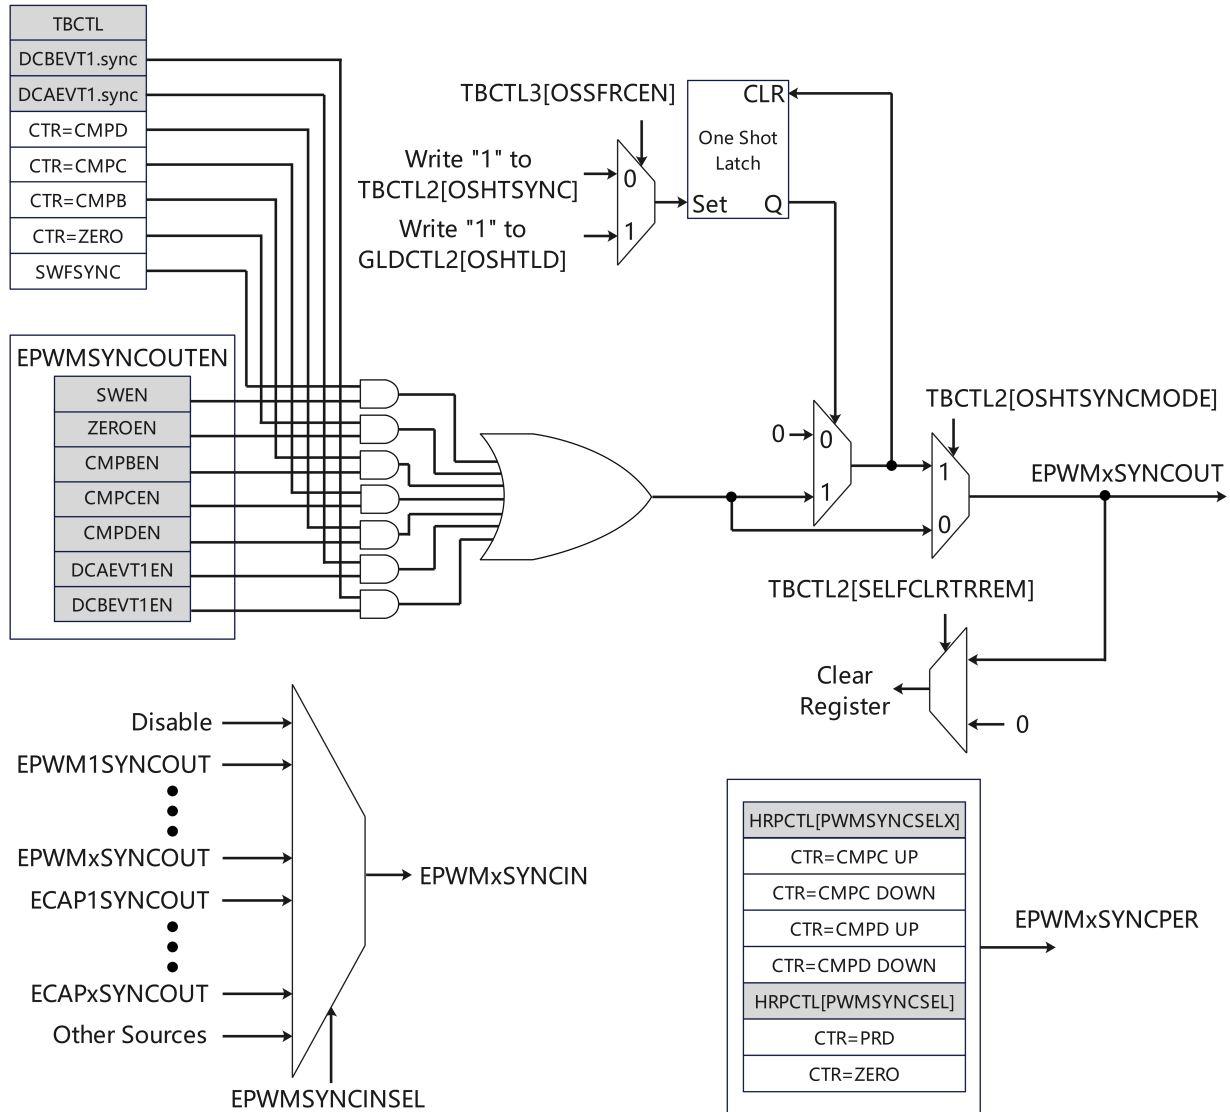 TBCTL
DCBEVT1.sync
DCAEVT1.sync
CTR=CMPD
CTR=CMPC
CTR=CMPB
CTR=ZERO
SWFSYNC
TBCTL3[OSSFRCEN]
Write "1" to
TBCTL2[OSHTSYNC]
Write "1" to
GLDCTL2[OSHTLD]
0
1
CLR
One Shot
Latch
Set Q
EPWMSYNCOUTEN
SWEN
ZEROEN
CMPBEN
CMPCEN
CMPDEN
DCAEVT1EN
DCBEVT1EN
0
0
1
TBCTL2[OSHTSYNCMODE]
1
0
EPWMxSYNCOUT
TBCTL2[SELFCLRTRREM]
Clear
Register
0
Disable
EPWM1SYNCOUT
EPWMxSYNCOUT
ECAP1SYNCOUT
ECAPxSYNCOUT
Other Sources
EPWMSYNCINSEL
EPWMxSYNCIN
HRPCTL[PWMSYNCSELX]
CTR=CMPC UP
CTR=CMPC DOWN
CTR=CMPD UP
CTR=CMPD DOWN
HRPCTL[PWMSYNCSEL]
CTR=PRD
CTR=ZERO
EPWMxSYNCPER